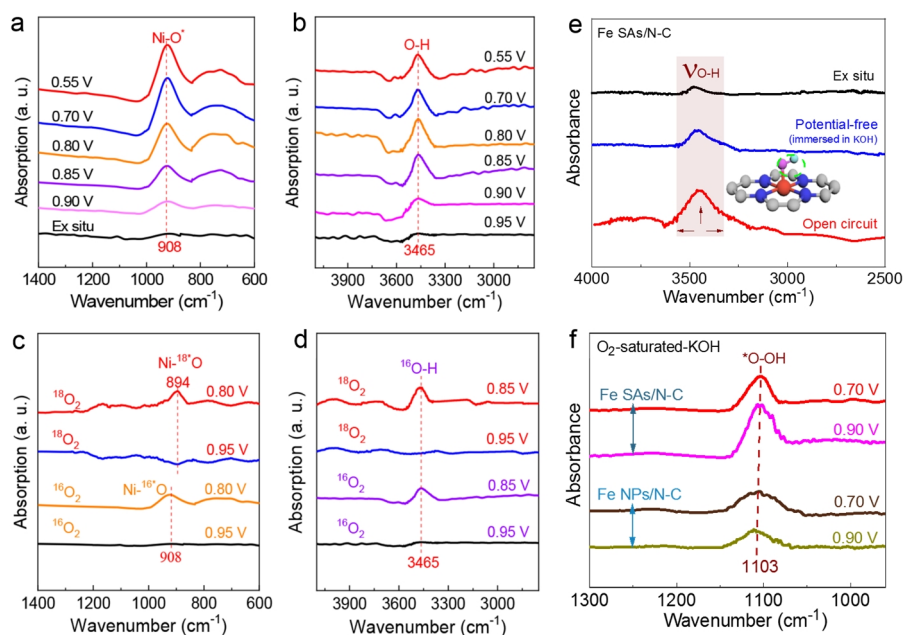 a
Ni-O*
0.55 V
0.70 V
0.80 V
0.85 V
0.90 V
Ex situ
908
1400 1200 1000 800 600
Wavenumber (cm⁻¹)
Absorption (a. u.)
b
O-H
0.55 V
0.70 V
0.80 V
0.85 V
0.90 V
0.95 V
3465
3900 3600 3300 3000
Wavenumber (cm⁻¹)
Absorption (a. u.)
e
Fe SAs/N-C
νO-H
Ex situ
Potential-free
(immersed in KOH)
Open circuit
4000 3500 3000 2500
Wavenumber (cm⁻¹)
Absorbance
c
Ni-¹⁸*O
894
¹⁸O₂ 0.80 V
¹⁸O₂ 0.95 V
¹⁶O₂ Ni-¹⁶*O 0.80 V
¹⁶O₂ 0.95 V
908
1400 1200 1000 800 600
Wavenumber (cm⁻¹)
Absorption (a. u.)
d
¹⁶O-H
¹⁸O₂ 0.85 V
¹⁸O₂ 0.95 V
¹⁶O₂ 0.85 V
¹⁶O₂ 0.95 V
3465
3900 3600 3300 3000
Wavenumber (cm⁻¹)
Absorption (a. u.)
f
O₂-saturated-KOH
*O-OH
Fe SAs/N-C
0.70 V
0.90 V
Fe NPs/N-C
0.70 V
0.90 V
1103
1300 1200 1100 1000
Wavenumber (cm⁻¹)
Absorbance